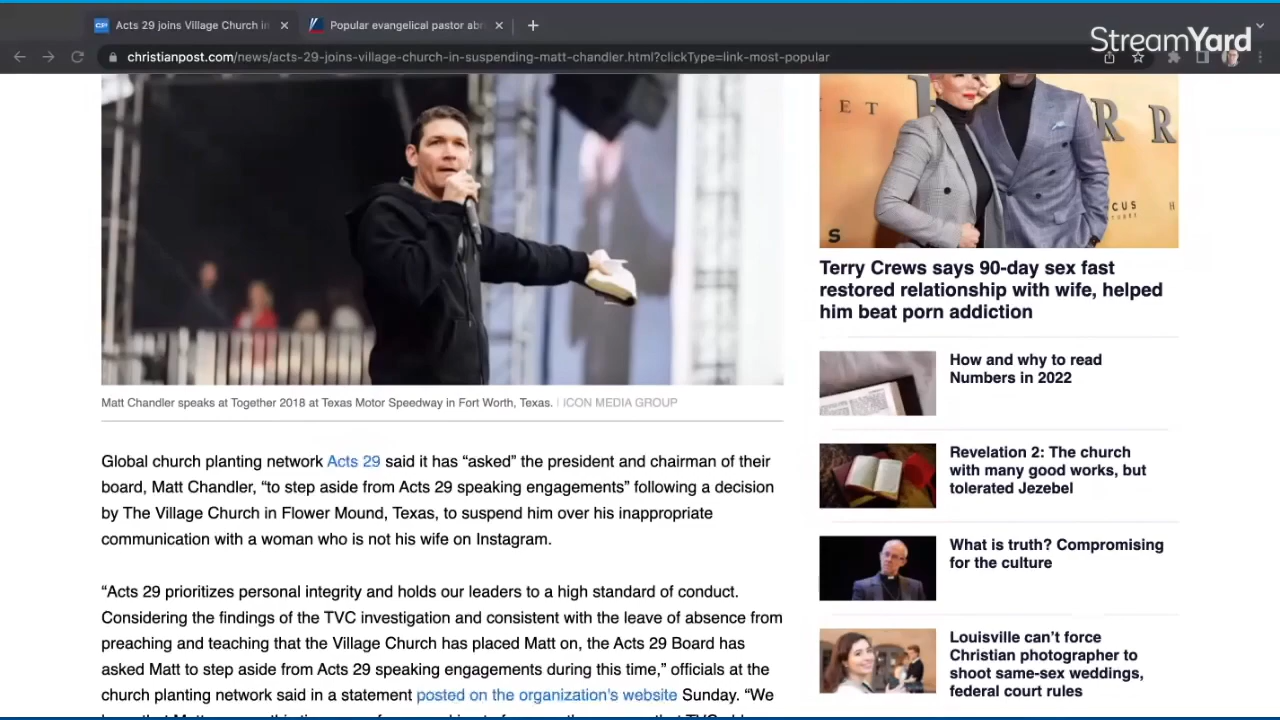 Acts 29 joins Village Church in
Popular evangelical pastor abr
StreamYard
christianpost.com/news/acts-29-joins-village-church-in-suspending-matt-chandler.html?clickType=link-most-popular
Matt Chandler speaks at Together 2018 at Texas Motor Speedway in Fort Worth, Texas. | ICON MEDIA GROUP
Global church planting network Acts 29 said it has “asked” the president and chairman of their
board, Matt Chandler, “to step aside from Acts 29 speaking engagements” following a decision
by The Village Church in Flower Mound, Texas, to suspend him over his inappropriate
communication with a woman who is not his wife on Instagram.
“Acts 29 prioritizes personal integrity and holds our leaders to a high standard of conduct.
Considering the findings of the TVC investigation and consistent with the leave of absence from
preaching and teaching that the Village Church has placed Matt on, the Acts 29 Board has
asked Matt to step aside from Acts 29 speaking engagements during this time,” officials at the
church planting network said in a statement posted on the organization's website Sunday. “We
ET
H
R R
S
CUS
H
Terry Crews says 90-day sex fast
restored relationship with wife, helped
him beat porn addiction
How and why to read
Numbers in 2022
Revelation 2: The church
with many good works, but
tolerated Jezebel
What is truth? Compromising
for the culture
Louisville can’t force
Christian photographer to
shoot same-sex weddings,
federal court rules